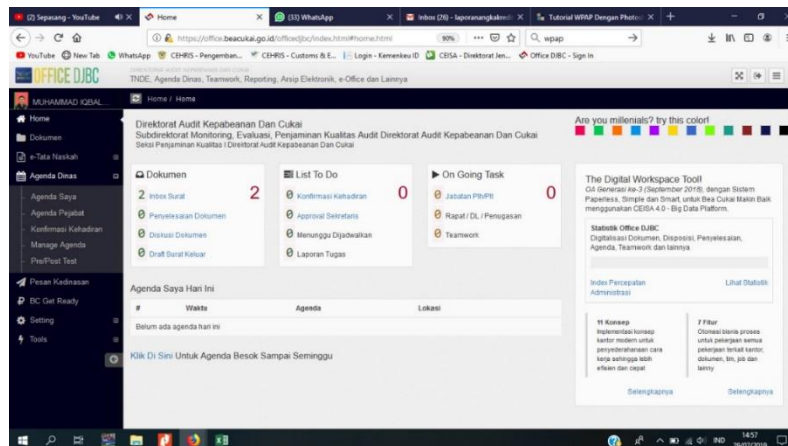 (2) Sepasang - YouTube
Home
(33) WhatsApp
Tutorial WPAP Dengan Photos
https://office.beacukai.go.id/officedjbc/index.html#home.html
90%
wpap
YouTube
New Tab
WhatsApp
CEHRIS - Pengemban...
CEHRIS - Customs & E...
Login - Kemenkeu ID
CEISA - Direktorat Jen...
Office DJBC - Sign In
OFFICE DJBC
TNDE, Agenda Dinas, Teamwork, Reporting, Arsip Elektronik, e-Office dan Lainnya
MUHAMMAD IQBAL...
Home / Home
Home
Dokumen
e-Tata Naskah
Agenda Dinas
Agenda Saya
Agenda Pejabat
Konfirmasi Kehadiran
Manage Agenda
Pre/Post Test
Pesan Kedinasan
BC Get Ready
Setting
Tools
Direktorat Audit Kepabeanan Dan Cukai
Subdirektorat Monitoring, Evaluasi, Penjaminan Kualitas Audit Direktorat Audit Kepabeanan Dan Cukai
Seksi Penjaminan Kualitas I Direktorat Audit Kepabeanan Dan Cukai
Dokumen
2 Inbox Surat
2
0 Penyelesaian Dokumen
0 Diskusi Dokumen
0 Draft Surat Keluar
List To Do
0 Konfirmasi Kehadiran
0
0 Approval Sekretaris
0 Menunggu Dijadwalkan
0 Laporan Tugas
On Going Task
0 Jabatan Plh/Plt
0
0 Rapat / DL / Penugasan
0 Teamwork
Agenda Saya Hari Ini
# Waktu Agenda Lokasi
Belum ada agenda hari ini
Klik Di Sini Untuk Agenda Besok Sampai Seminggu
Are you millenials? try this color!
The Digital Workspace Tool!
OA Generasi ke-3 (September 2018), dengan Sistem
Paperless, Simple dan Smart, untuk Bea Cukai Makin Baik
menggunakan CEISA 4.0 - Big Data Platform.
Statistik Office DJBC
Digitalisasi Dokumen, Disposisi, Penyelesaian,
Agenda, Teamwork dan lainnya
Index Percepatan
Administrasi
Lihat Statistik
11 Konsep
Implementasi konsep
kantor modern untuk
penyederhanaan cara
kerja sehingga lebih
efisien dan cepat
Selengkapnya
7 Fitur
Otomasi bisnis proses
untuk pekerjaan semua
pekerjaan terkait kantor,
dokumen, tim, job dan
lainny
Selengkapnya
IND
14:57